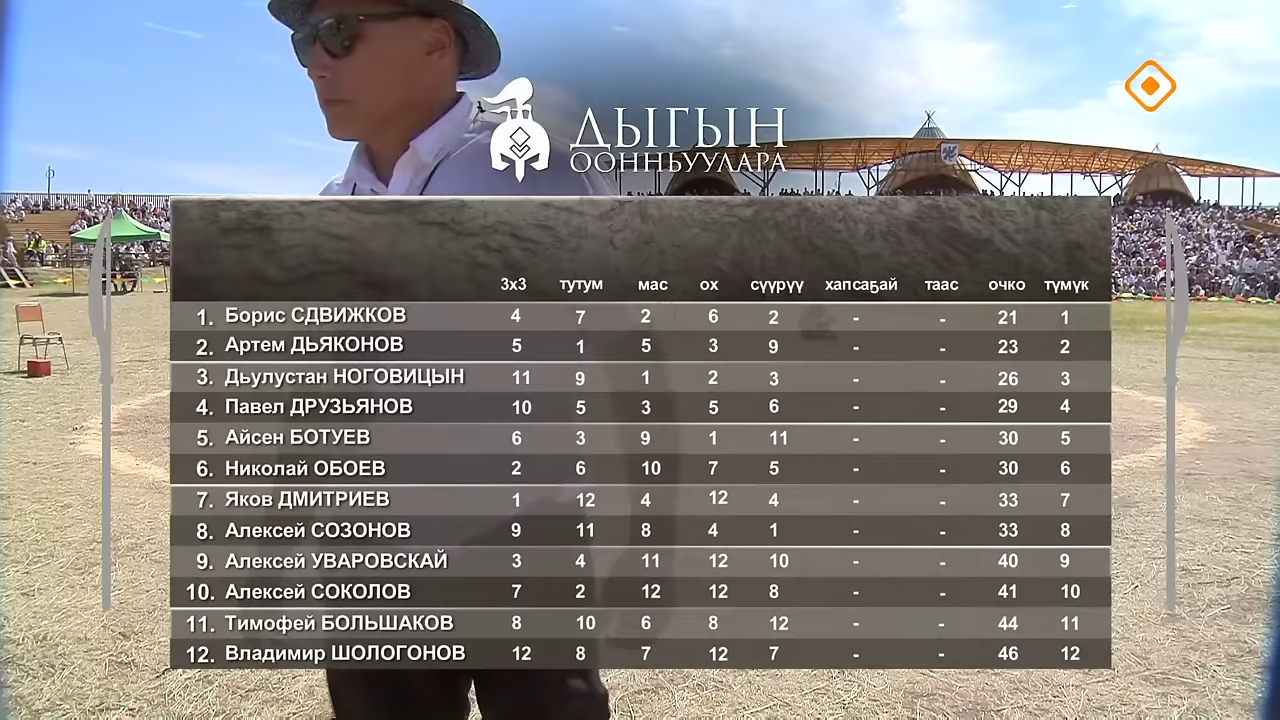 ДЫГЫН
ООННЬУУЛАРА
3х3 тутум мас ох сүүрүү хапсаҕай таас очко түмүк
1. Борис СДВИЖКОВ 4 7 2 6 2 - - 21 1
2. Артем ДЬЯКОНОВ 5 1 5 3 9 - - 23 2
3. Дьулустан НОГОВИЦЫН 11 9 1 2 3 - - 26 3
4. Павел ДРУЗЬЯНОВ 10 5 3 5 6 - - 29 4
5. Айсен БОТУЕВ 6 3 9 1 11 - - 30 5
6. Николай ОБОЕВ 2 6 10 7 5 - - 30 6
7. Яков ДМИТРИЕВ 1 12 4 12 4 - - 33 7
8. Алексей СОЗОНОВ 9 11 8 4 1 - - 33 8
9. Алексей УВАРОВСКАЙ 3 4 11 12 10 - - 40 9
10. Алексей СОКОЛОВ 7 2 12 12 8 - - 41 10
11. Тимофей БОЛЬШАКОВ 8 10 6 8 12 - - 44 11
12. Владимир ШОЛОГОНОВ 12 8 7 12 7 - - 46 12